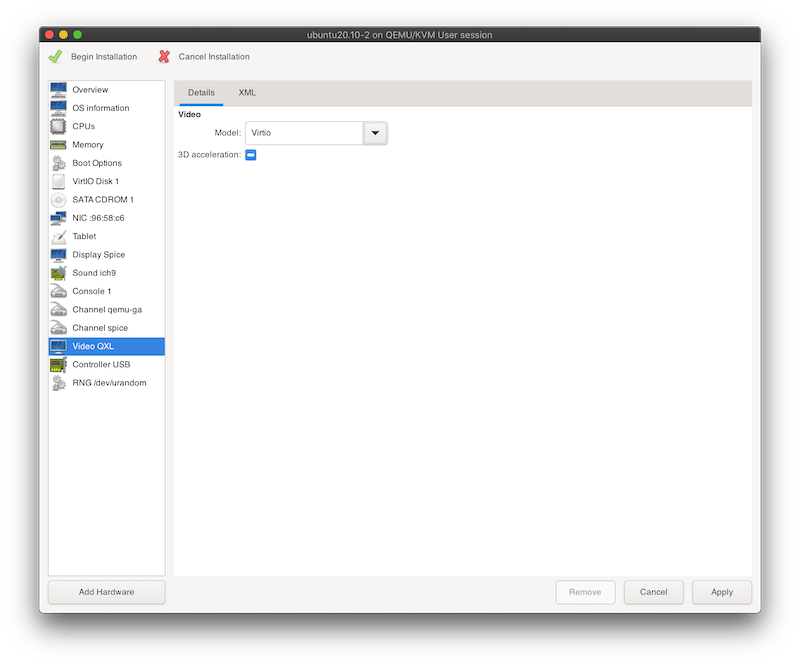 ubuntu20.10-2 on QEMU/KVM User session
Begin Installation
Cancel Installation
Overview
OS information
CPUs
Memory
Boot Options
VirtIO Disk 1
SATA CDROM 1
NIC :96:58:c6
Tablet
Display Spice
Sound ich9
Console 1
Channel qemu-ga
Channel spice
Video QXL
Controller USB
RNG /dev/urandom
Add Hardware
Details XML
Video
Model: Virtio
3D acceleration:
Remove Cancel Apply